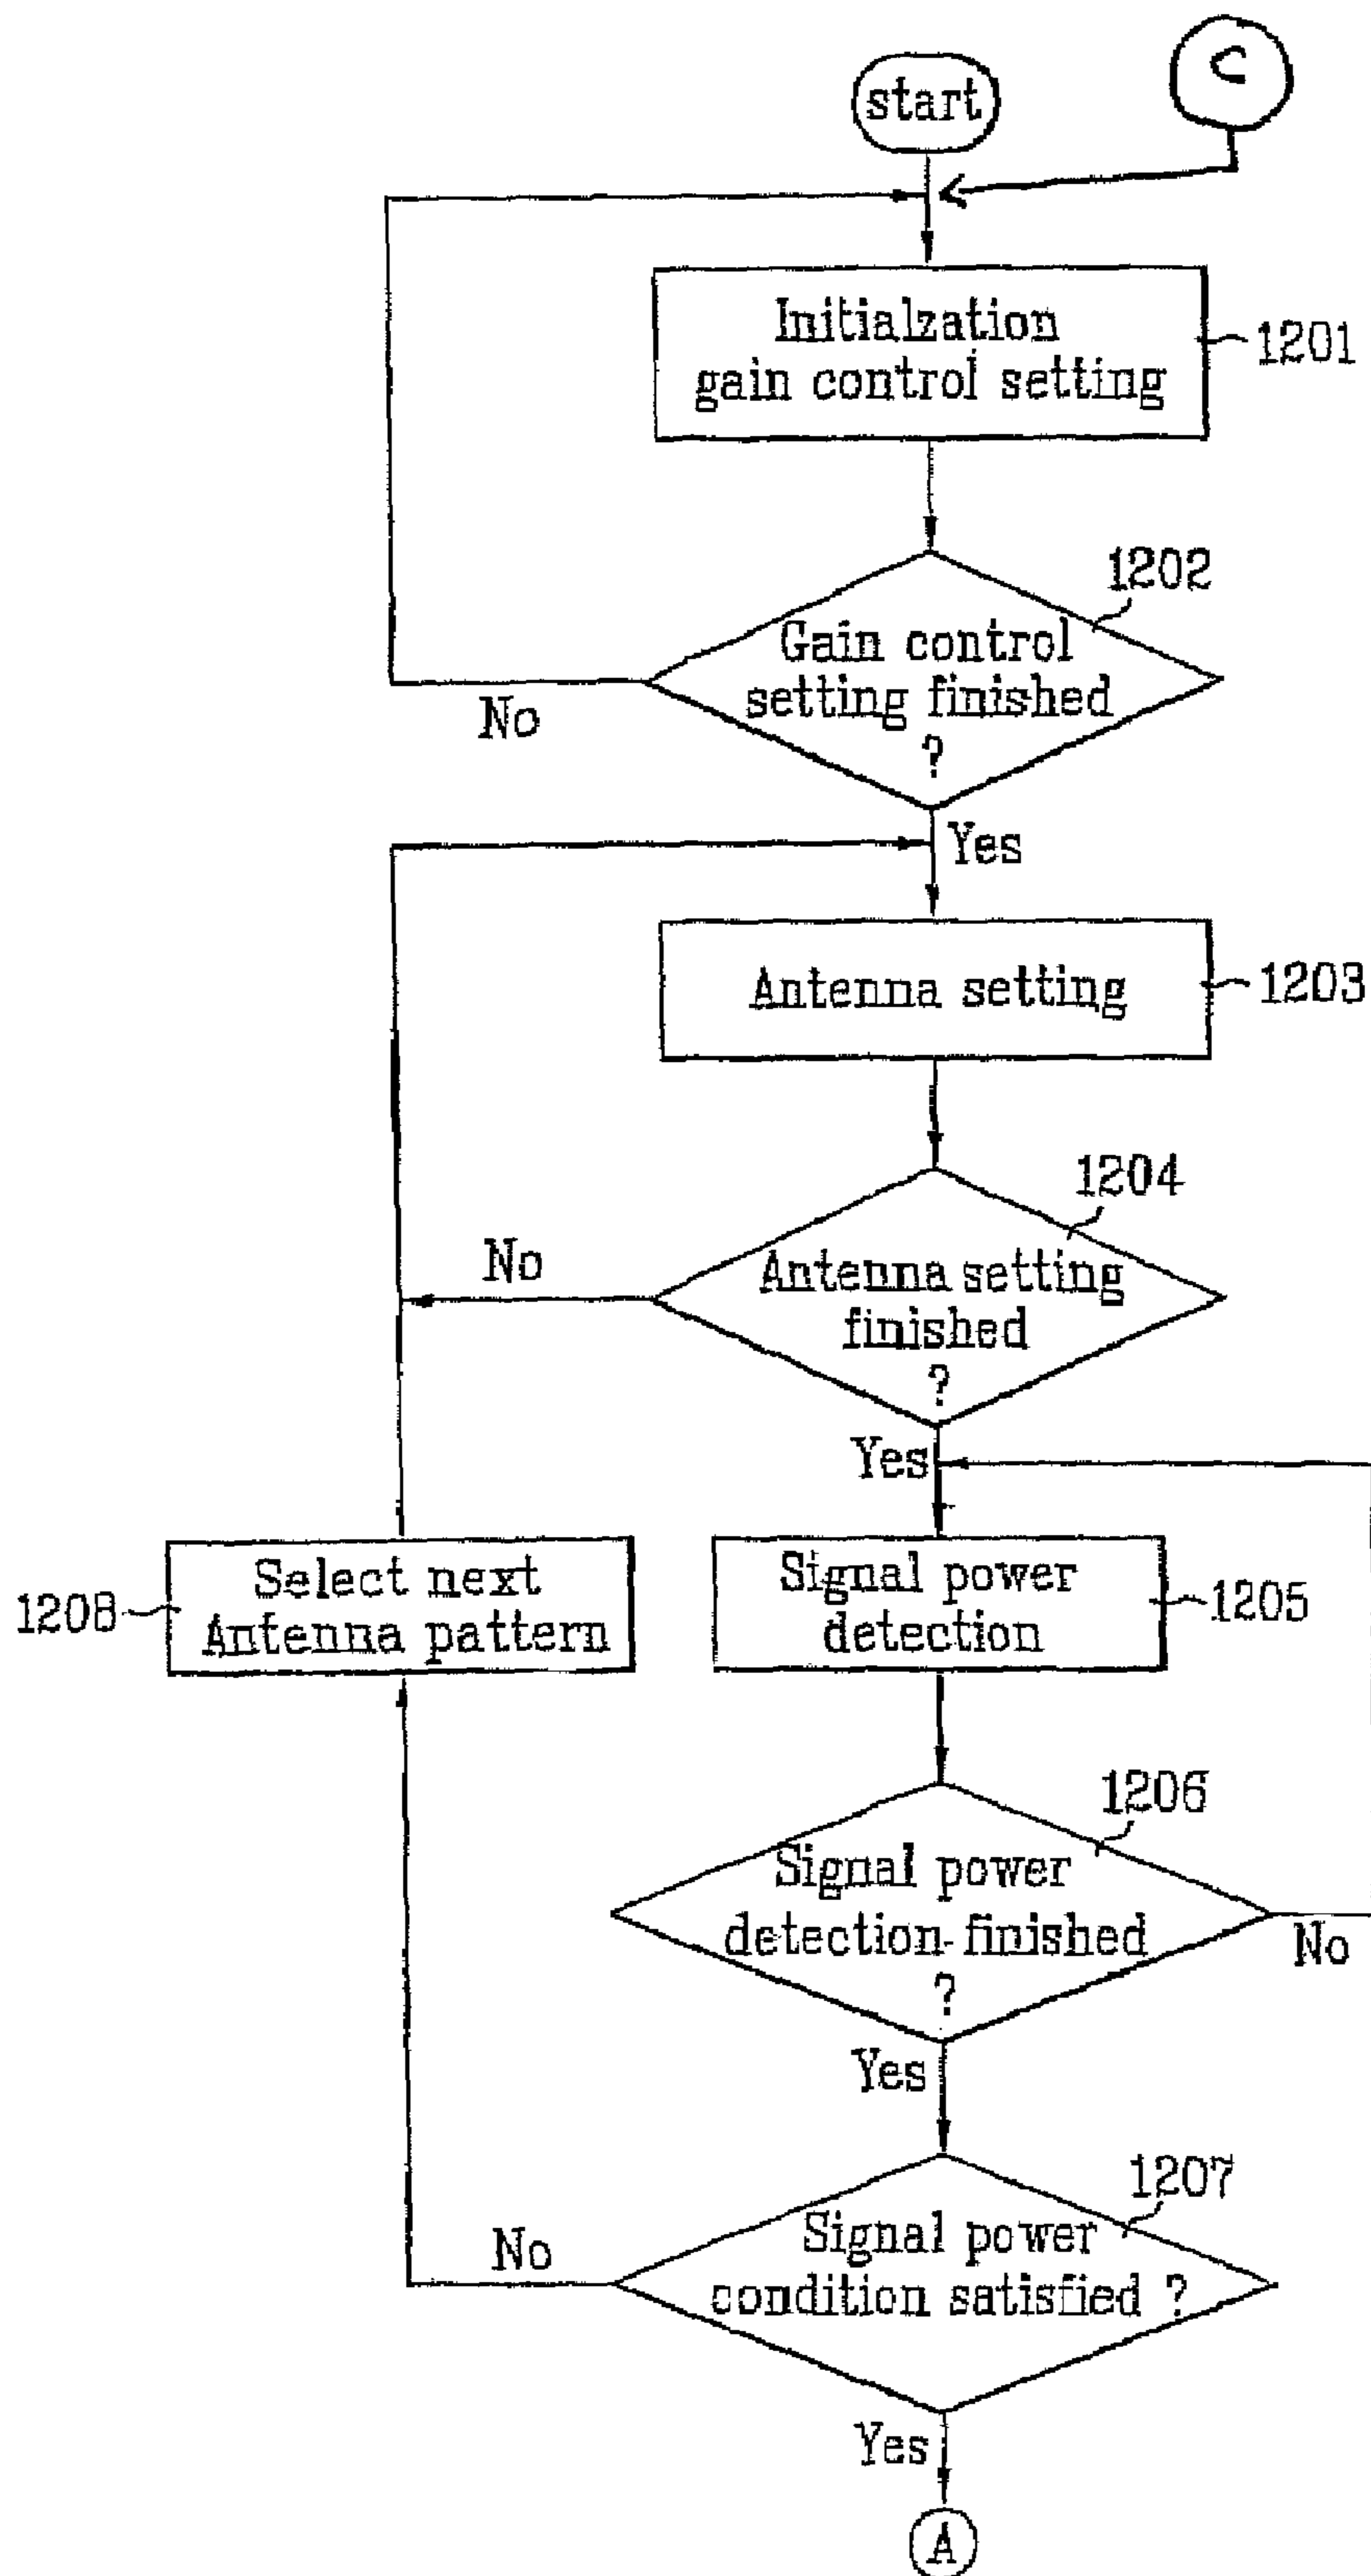 C
start
Initialzation
gain control setting
1201
1202
Gain control
setting finished
?
No
Yes
Antenna setting
1203
1204
No
Antenna setting
finished
?
Yes
Select next
Antenna pattern
1208
Signal power
detection
1205
1206
Signal power
detection finished
?
No
Yes
1207
No
Signal power
condition satisfied ?
Yes
A